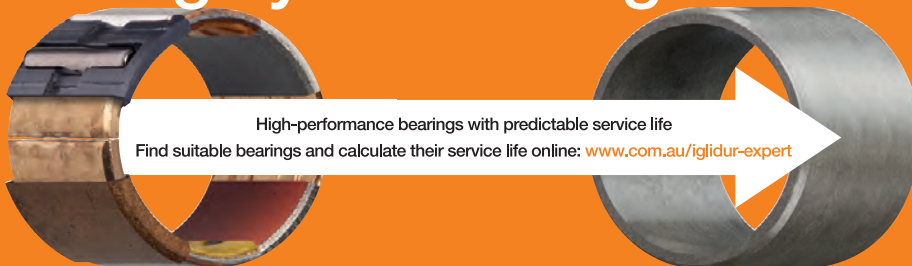 High-performance bearings with predictable service life
Find suitable bearings and calculate their service life online: www.com.au/iglidur-expert